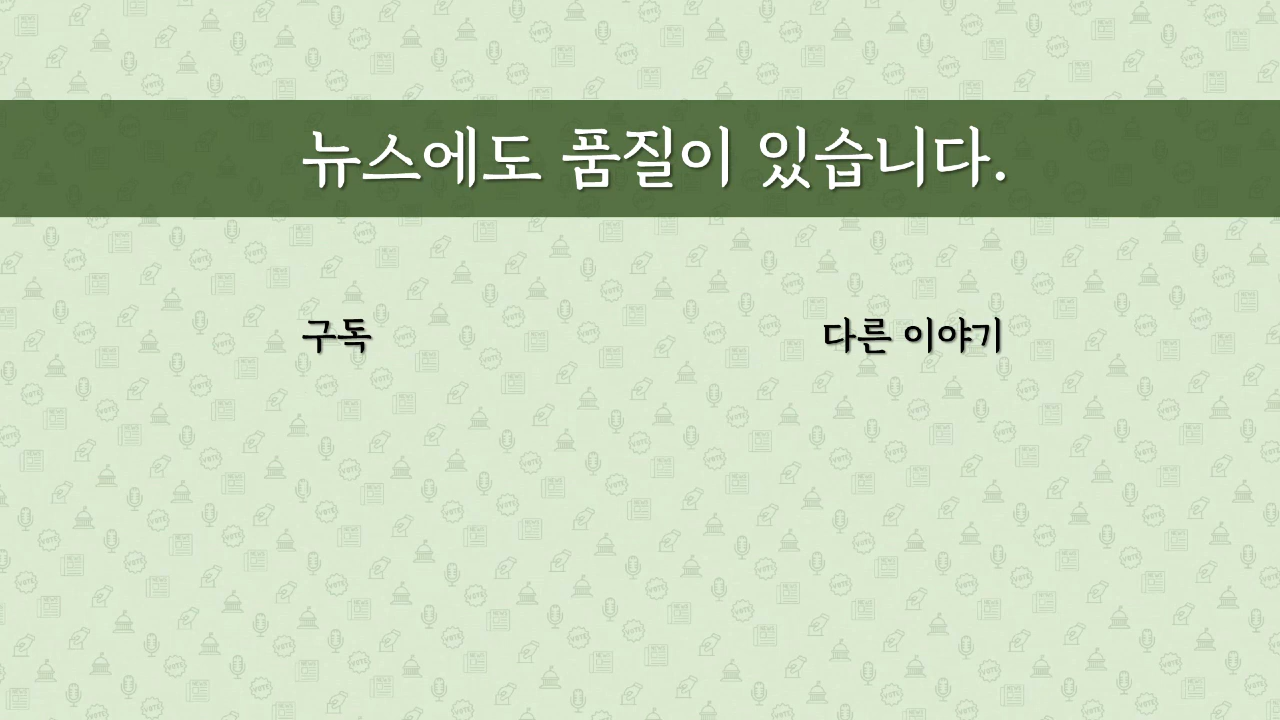 뉴스에도 품질이 있습니다.
구독
다른 이야기